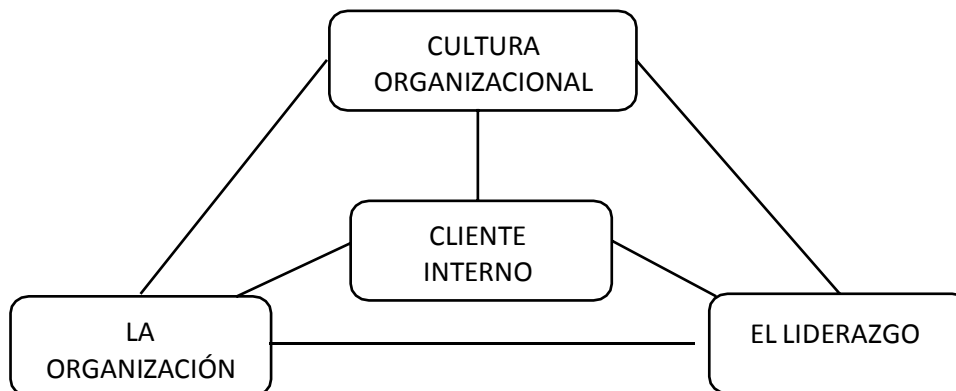 CULTURA
ORGANIZACIONAL
CLIENTE
INTERNO
LA
ORGANIZACIÓN
EL LIDERAZGO